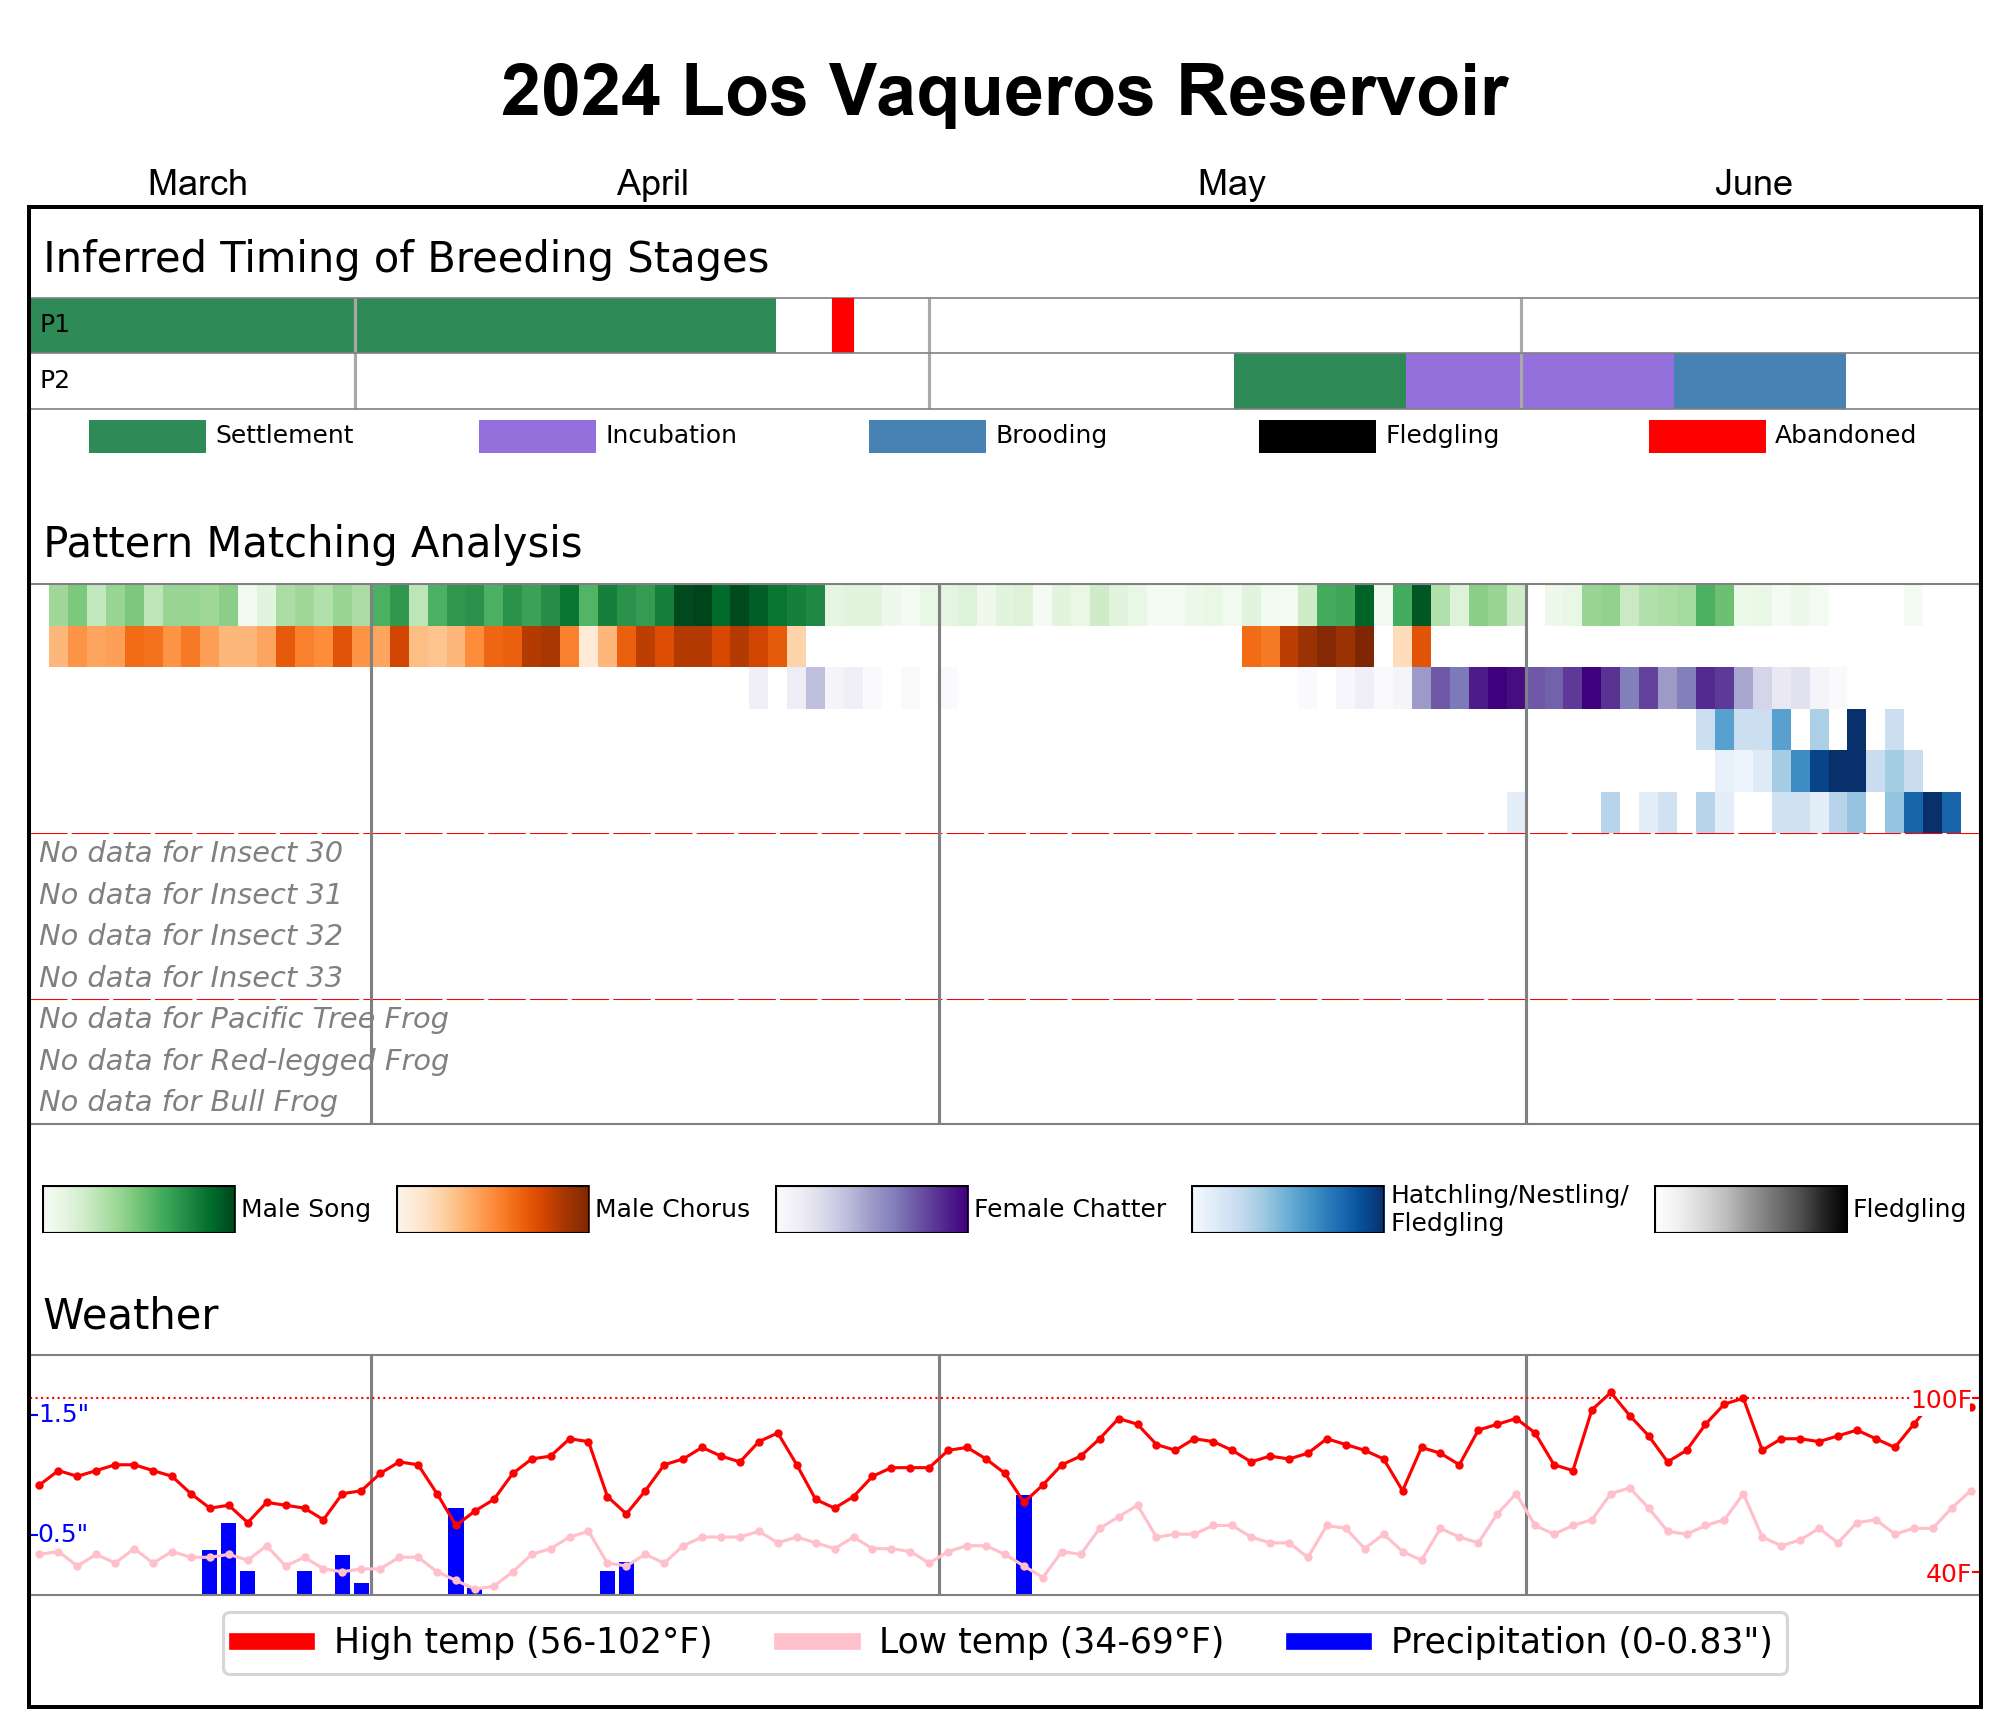 2024 Los Vaqueros Reservoir
March April May June
Inferred Timing of Breeding Stages
P1
P2
Settlement Incubation Brooding Fledgling Abandoned
Pattern Matching Analysis
No data for Insect 30
No data for Insect 31
No data for Insect 32
No data for Insect 33
No data for Pacific Tree Frog
No data for Red-legged Frog
No data for Bull Frog
Male Song Male Chorus Female Chatter Hatchling/Nestling/
Fledgling Fledgling
Weather
1.5" 100F
0.5"
40F
High temp (56-102°F) Low temp (34-69°F) Precipitation (0-0.83")